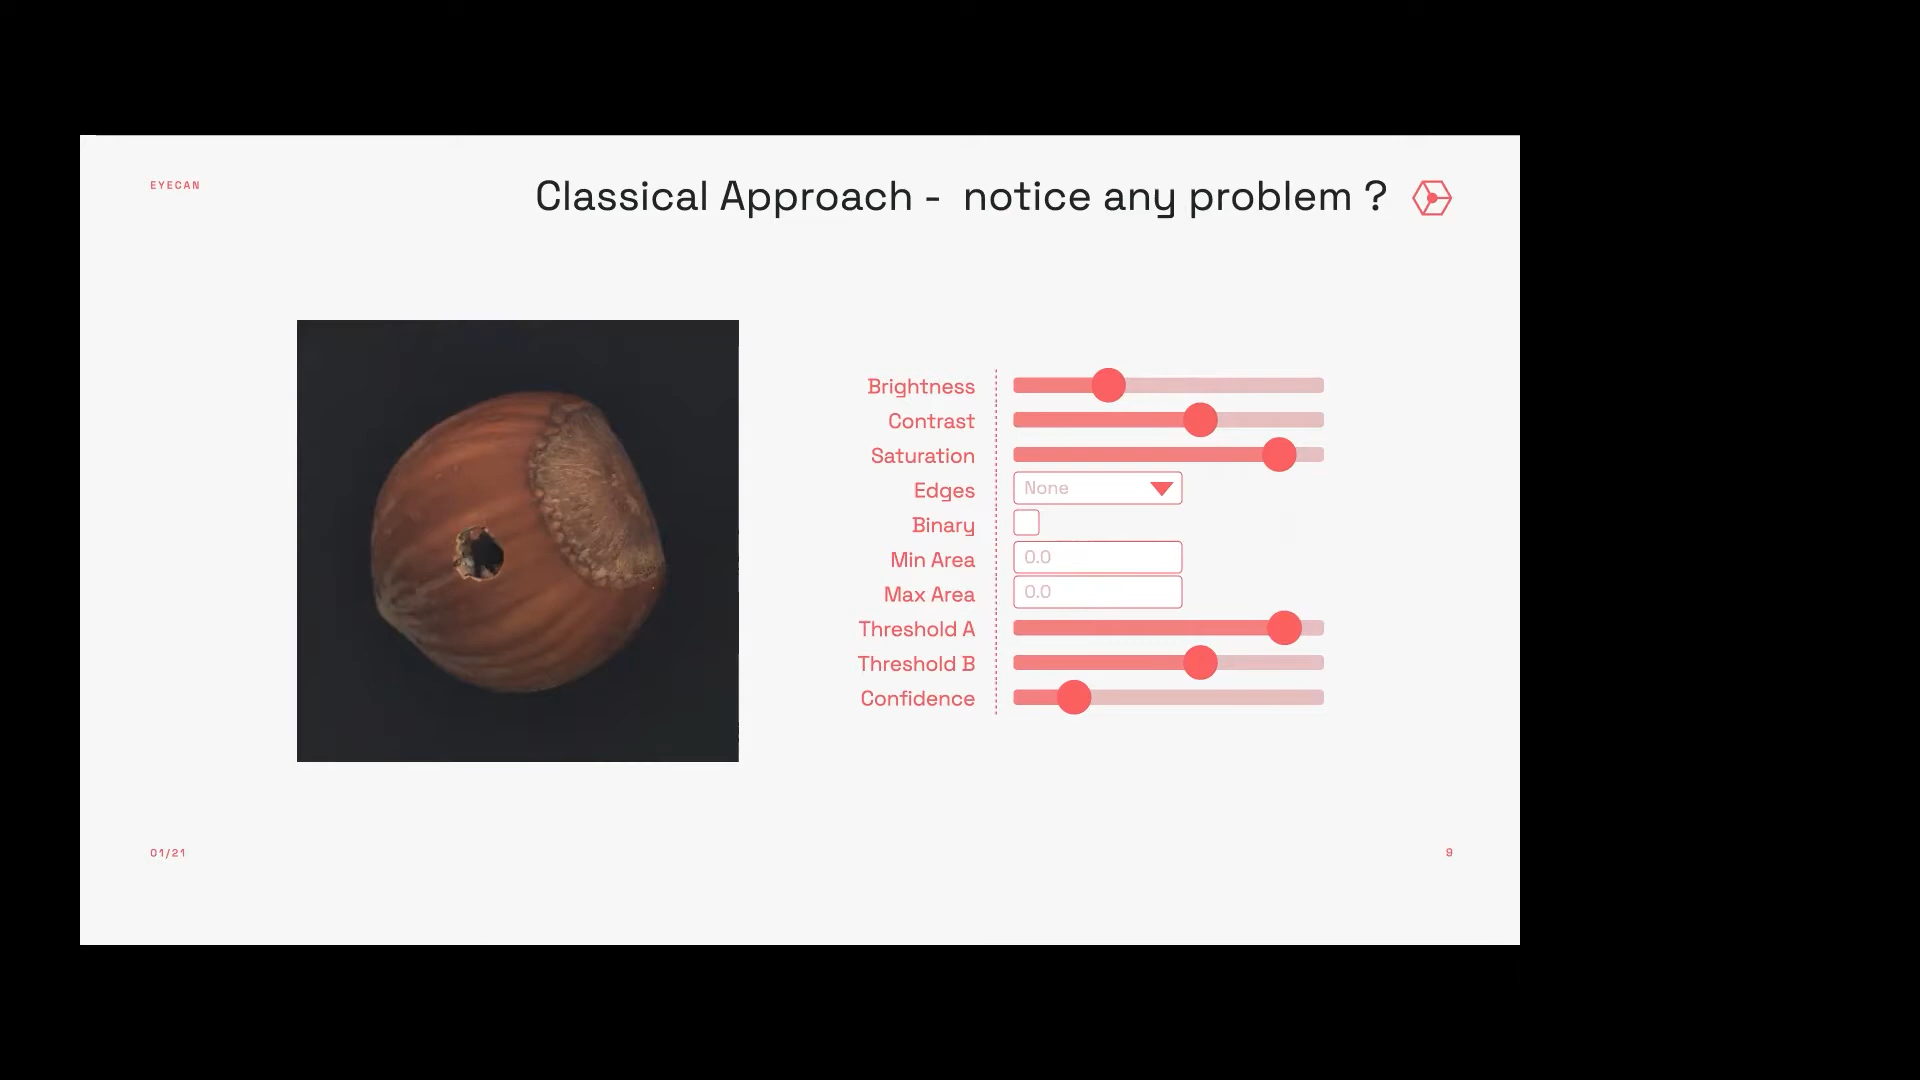 EYECAN
Classical Approach - notice any problem ?
Brightness
Contrast
Saturation
Edges
None
Binary
Min Area
0.0
Max Area
0.0
Threshold A
Threshold B
Confidence
01/21
9